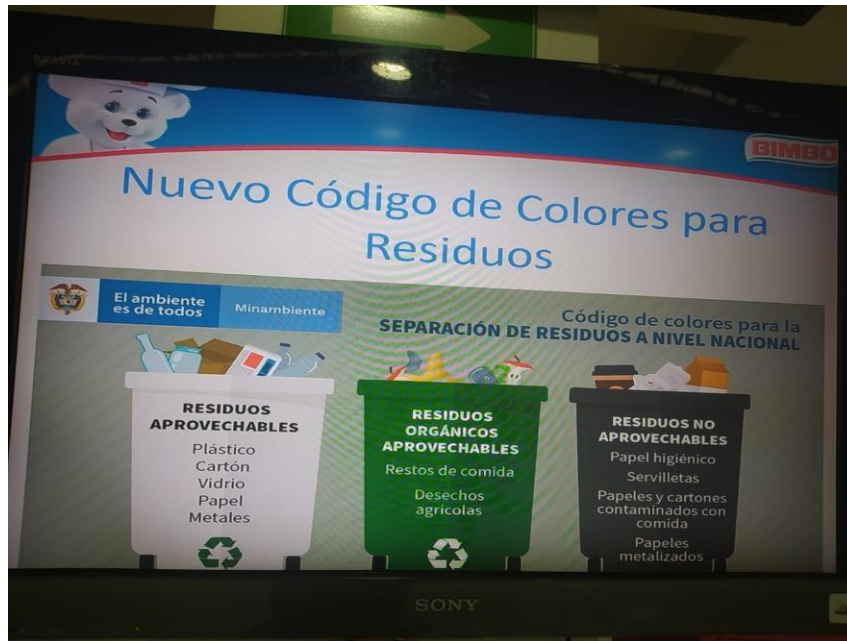 BRAVIA
BIMBO
Nuevo Código de Colores para
Residuos
El ambiente
es de todos
Minambiente
Código de colores para la
SEPARACIÓN DE RESIDUOS A NIVEL NACIONAL
RESIDUOS
APROVECHABLES
Plástico
Cartón
Vidrio
Papel
Metales
RESIDUOS
ORGÁNICOS
APROVECHABLES
Restos de comida
Desechos
agrícolas
RESIDUOS NO
APROVECHABLES
Papel higiénico
Servilletas
Papeles y cartones
contaminados con
comida
Papeles
metalizados
SONY